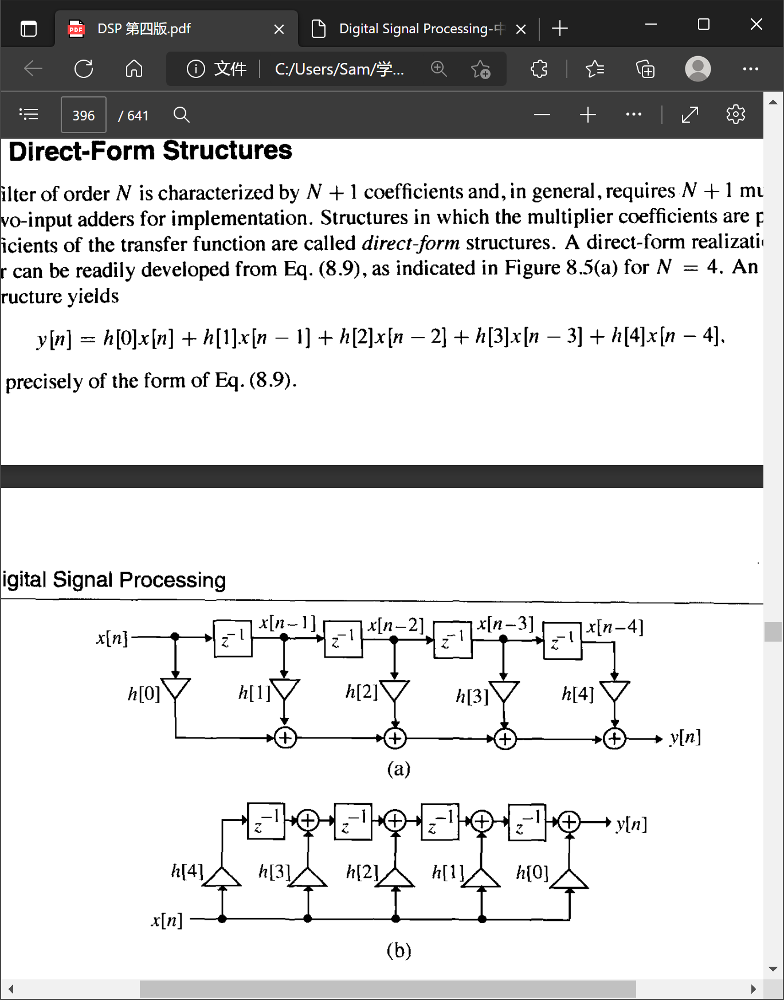 DSP 第四版.pdf
Digital Signal Processing-中
文件
C:/Users/Sam/学...
396 / 641
Direct-Form Structures
ilter of order N is characterized by N + 1 coefficients and, in general, requires N + 1 mu
vo-input adders for implementation. Structures in which the multiplier coefficients are p
icients of the transfer function are called direct-form structures. A direct-form realizati
r can be readily developed from Eq. (8.9), as indicated in Figure 8.5(a) for N = 4. An
ructure yields
y[n] = h[0]x[n] + h[1]x[n − 1] + h[2]x[n − 2] + h[3]x[n − 3] + h[4]x[n − 4],
precisely of the form of Eq. (8.9).
igital Signal Processing
x[n] z⁻¹ x[n−1] z⁻¹ x[n−2] z⁻¹ x[n−3] z⁻¹ x[n−4]
h[0] h[1] h[2] h[3] h[4]
+ + + + y[n]
(a)
z⁻¹ + z⁻¹ + z⁻¹ + z⁻¹ + y[n]
h[4] h[3] h[2] h[1] h[0]
x[n]
(b)